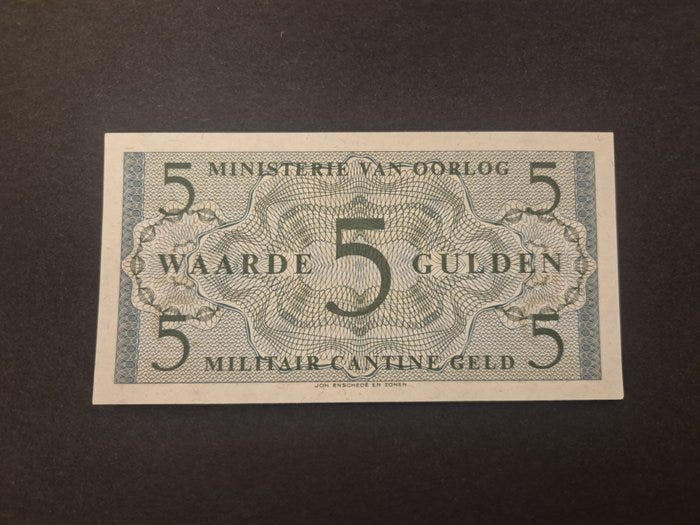 5 MINISTERIE VAN OORLOG 5
WAARDE 5 GULDEN
5 MILITAIR CANTINE GELD 5
JOH. ENSCHEDÉ EN ZONEN